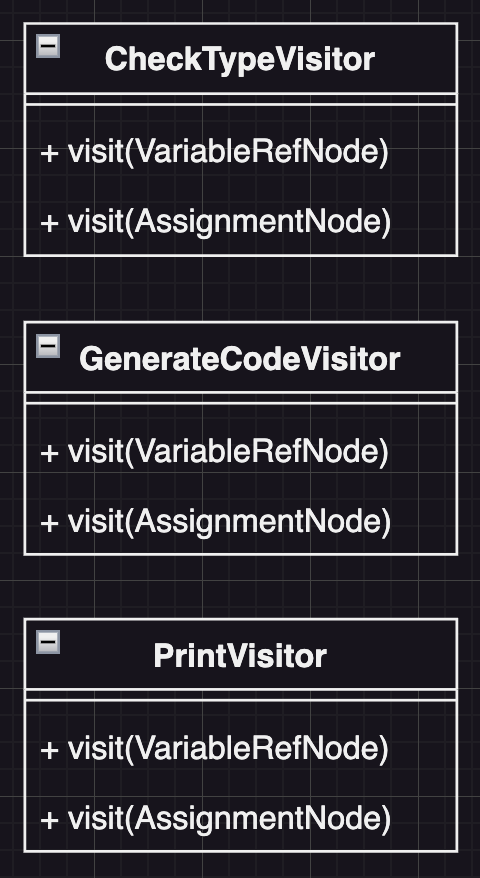 CheckTypeVisitor
+ visit(VariableRefNode)
+ visit(AssignmentNode)
GenerateCodeVisitor
+ visit(VariableRefNode)
+ visit(AssignmentNode)
PrintVisitor
+ visit(VariableRefNode)
+ visit(AssignmentNode)